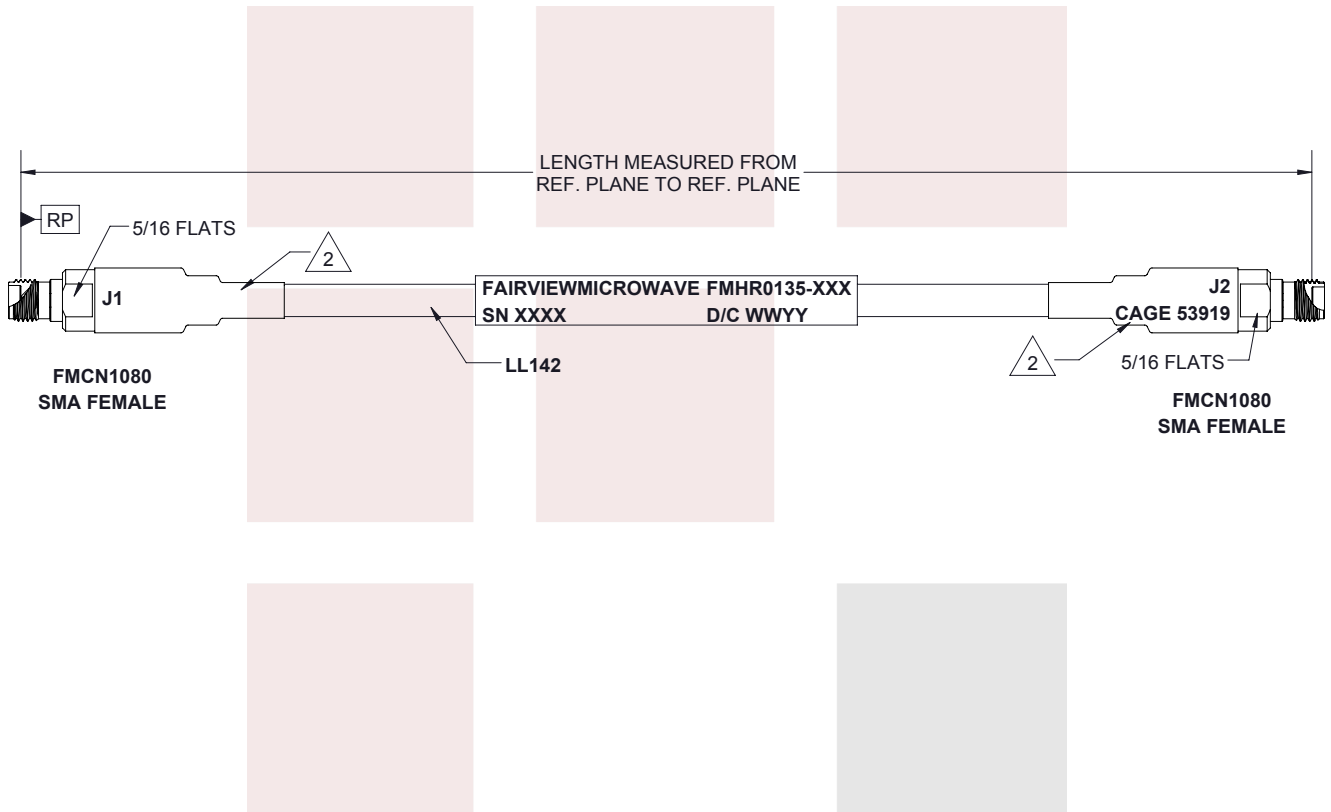 LENGTH MEASURED FROM
REF. PLANE TO REF. PLANE
RP
5/16 FLATS
2
J1
FAIRVIEWMICROWAVE FMHR0135-XXX
SN XXXX D/C WWYY
J2
CAGE 53919
LL142
2
5/16 FLATS
FMCN1080
SMA FEMALE
FMCN1080
SMA FEMALE